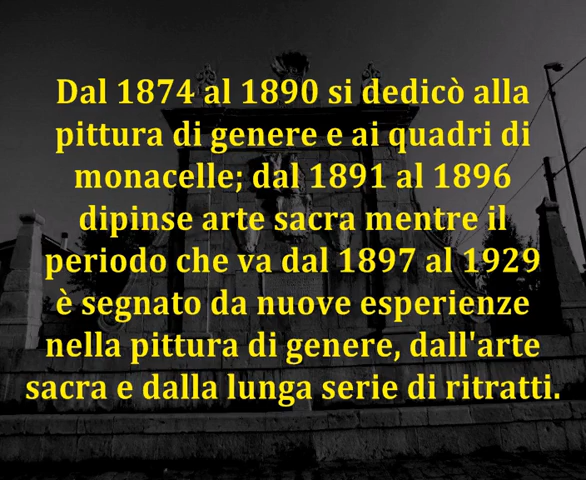 Dal 1874 al 1890 si dedicò alla
pittura di genere e ai quadri di
monacelle; dal 1891 al 1896
dipinse arte sacra mentre il
periodo che va dal 1897 al 1929
è segnato da nuove esperienze
nella pittura di genere, dall'arte
sacra e dalla lunga serie di ritratti.